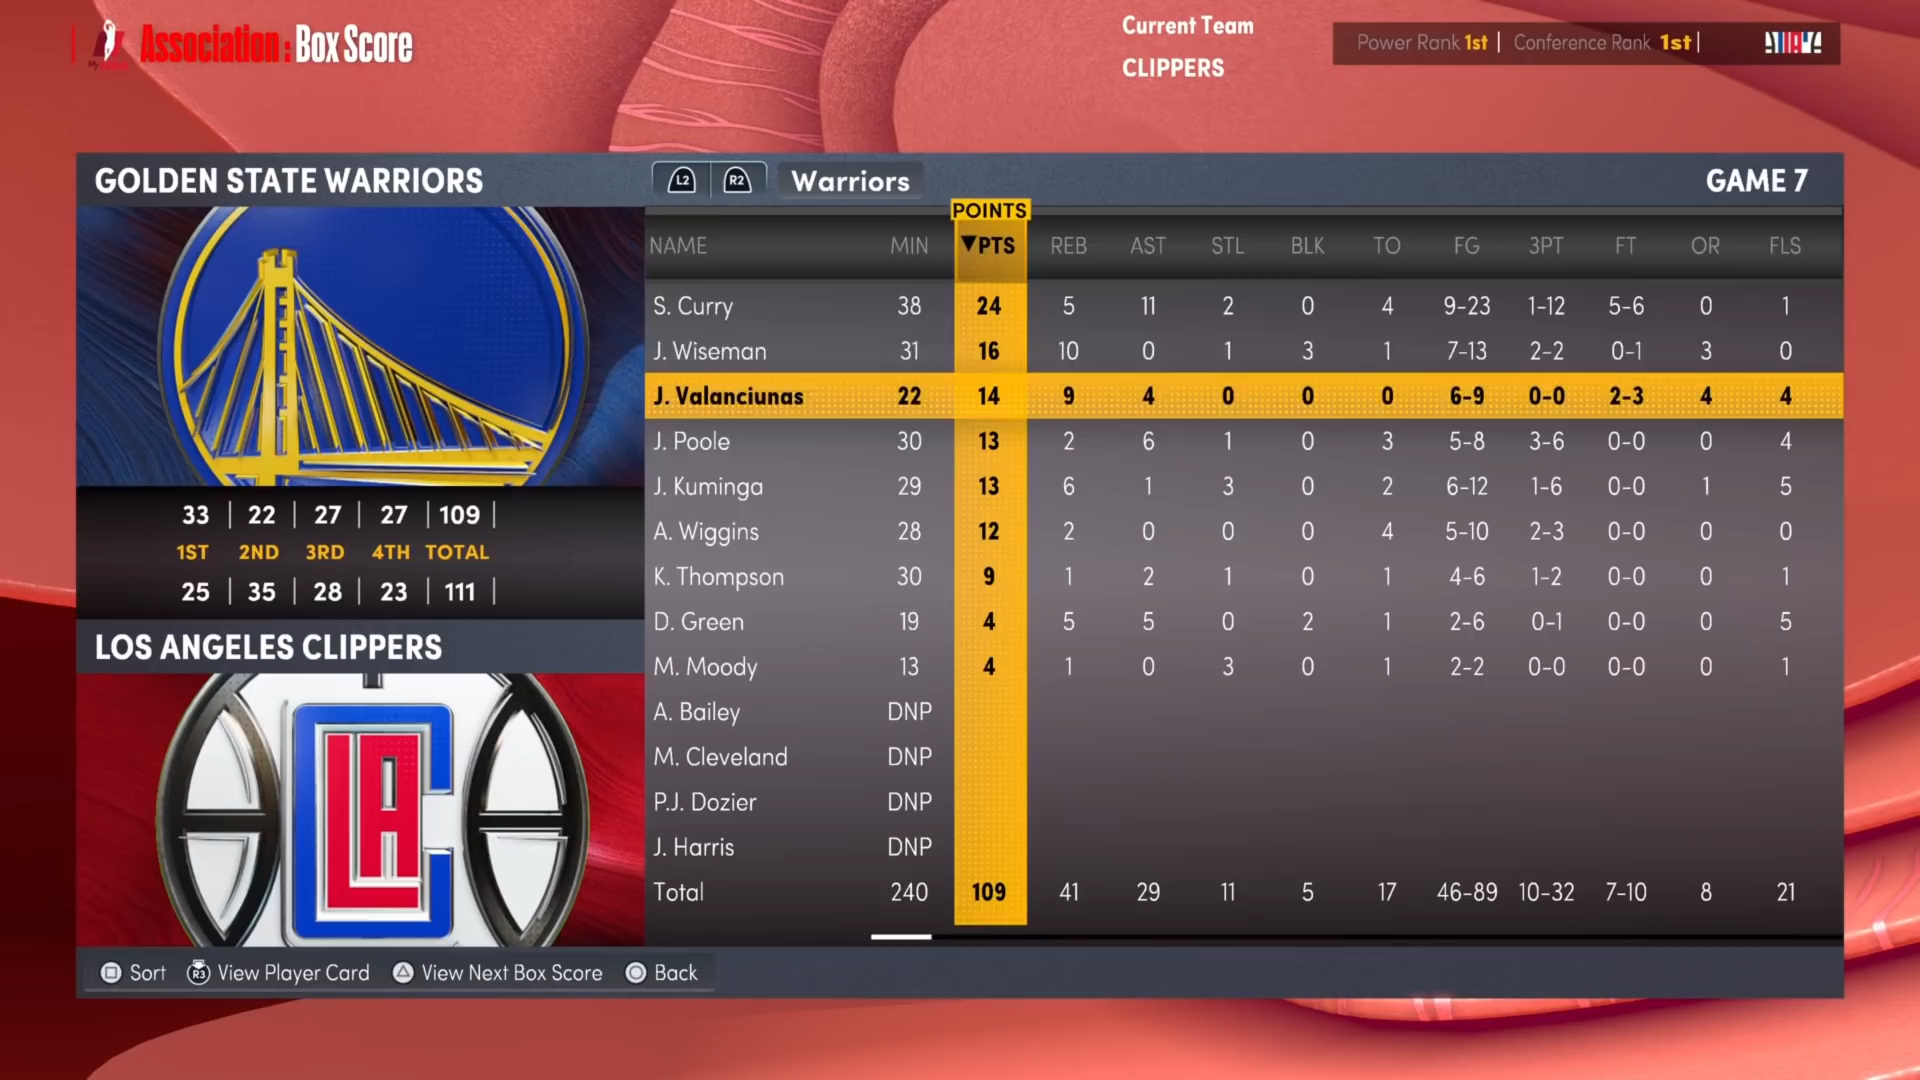 Association: Box Score
Current Team
CLIPPERS
Power Rank 1st | Conference Rank 1st |
GOLDEN STATE WARRIORS
L2 R2 Warriors
GAME 7
POINTS
NAME MIN ▼PTS REB AST STL BLK TO FG 3PT FT OR FLS
S. Curry 38 24 5 11 2 0 4 9-23 1-12 5-6 0 1
J. Wiseman 31 16 10 0 1 3 1 7-13 2-2 0-1 3 0
J. Valanciunas 22 14 9 4 0 0 0 6-9 0-0 2-3 4 4
J. Poole 30 13 2 6 1 0 3 5-8 3-6 0-0 0 4
J. Kuminga 29 13 6 1 3 0 2 6-12 1-6 0-0 1 5
A. Wiggins 28 12 2 0 0 0 4 5-10 2-3 0-0 0 0
K. Thompson 30 9 1 2 1 0 1 4-6 1-2 0-0 0 1
D. Green 19 4 5 5 0 2 1 2-6 0-1 0-0 0 5
M. Moody 13 4 1 0 3 0 1 2-2 0-0 0-0 0 1
A. Bailey DNP
M. Cleveland DNP
P.J. Dozier DNP
J. Harris DNP
Total 240 109 41 29 11 5 17 46-89 10-32 7-10 8 21
33 | 22 | 27 | 27 | 109 |
1ST 2ND 3RD 4TH TOTAL
25 | 35 | 28 | 23 | 111 |
LOS ANGELES CLIPPERS
LA
Sort R3 View Player Card View Next Box Score Back